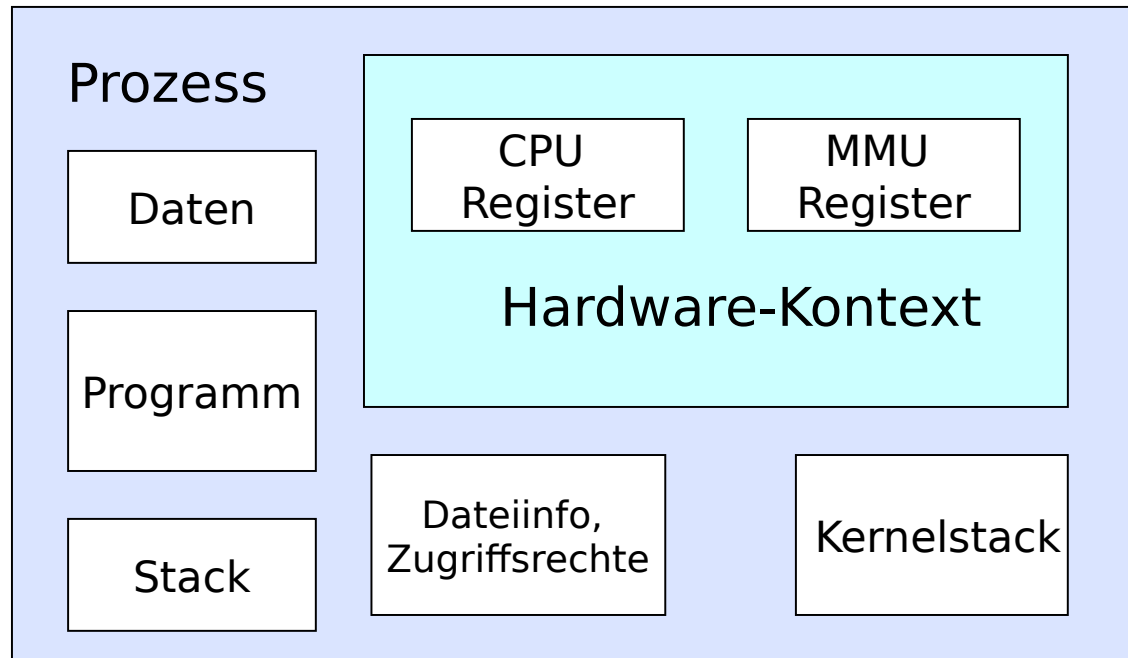 Prozess
Daten
Programm
Stack
CPU
Register
MMU
Register
Hardware-Kontext
Dateiinfo,
Zugriffsrechte
Kernelstack